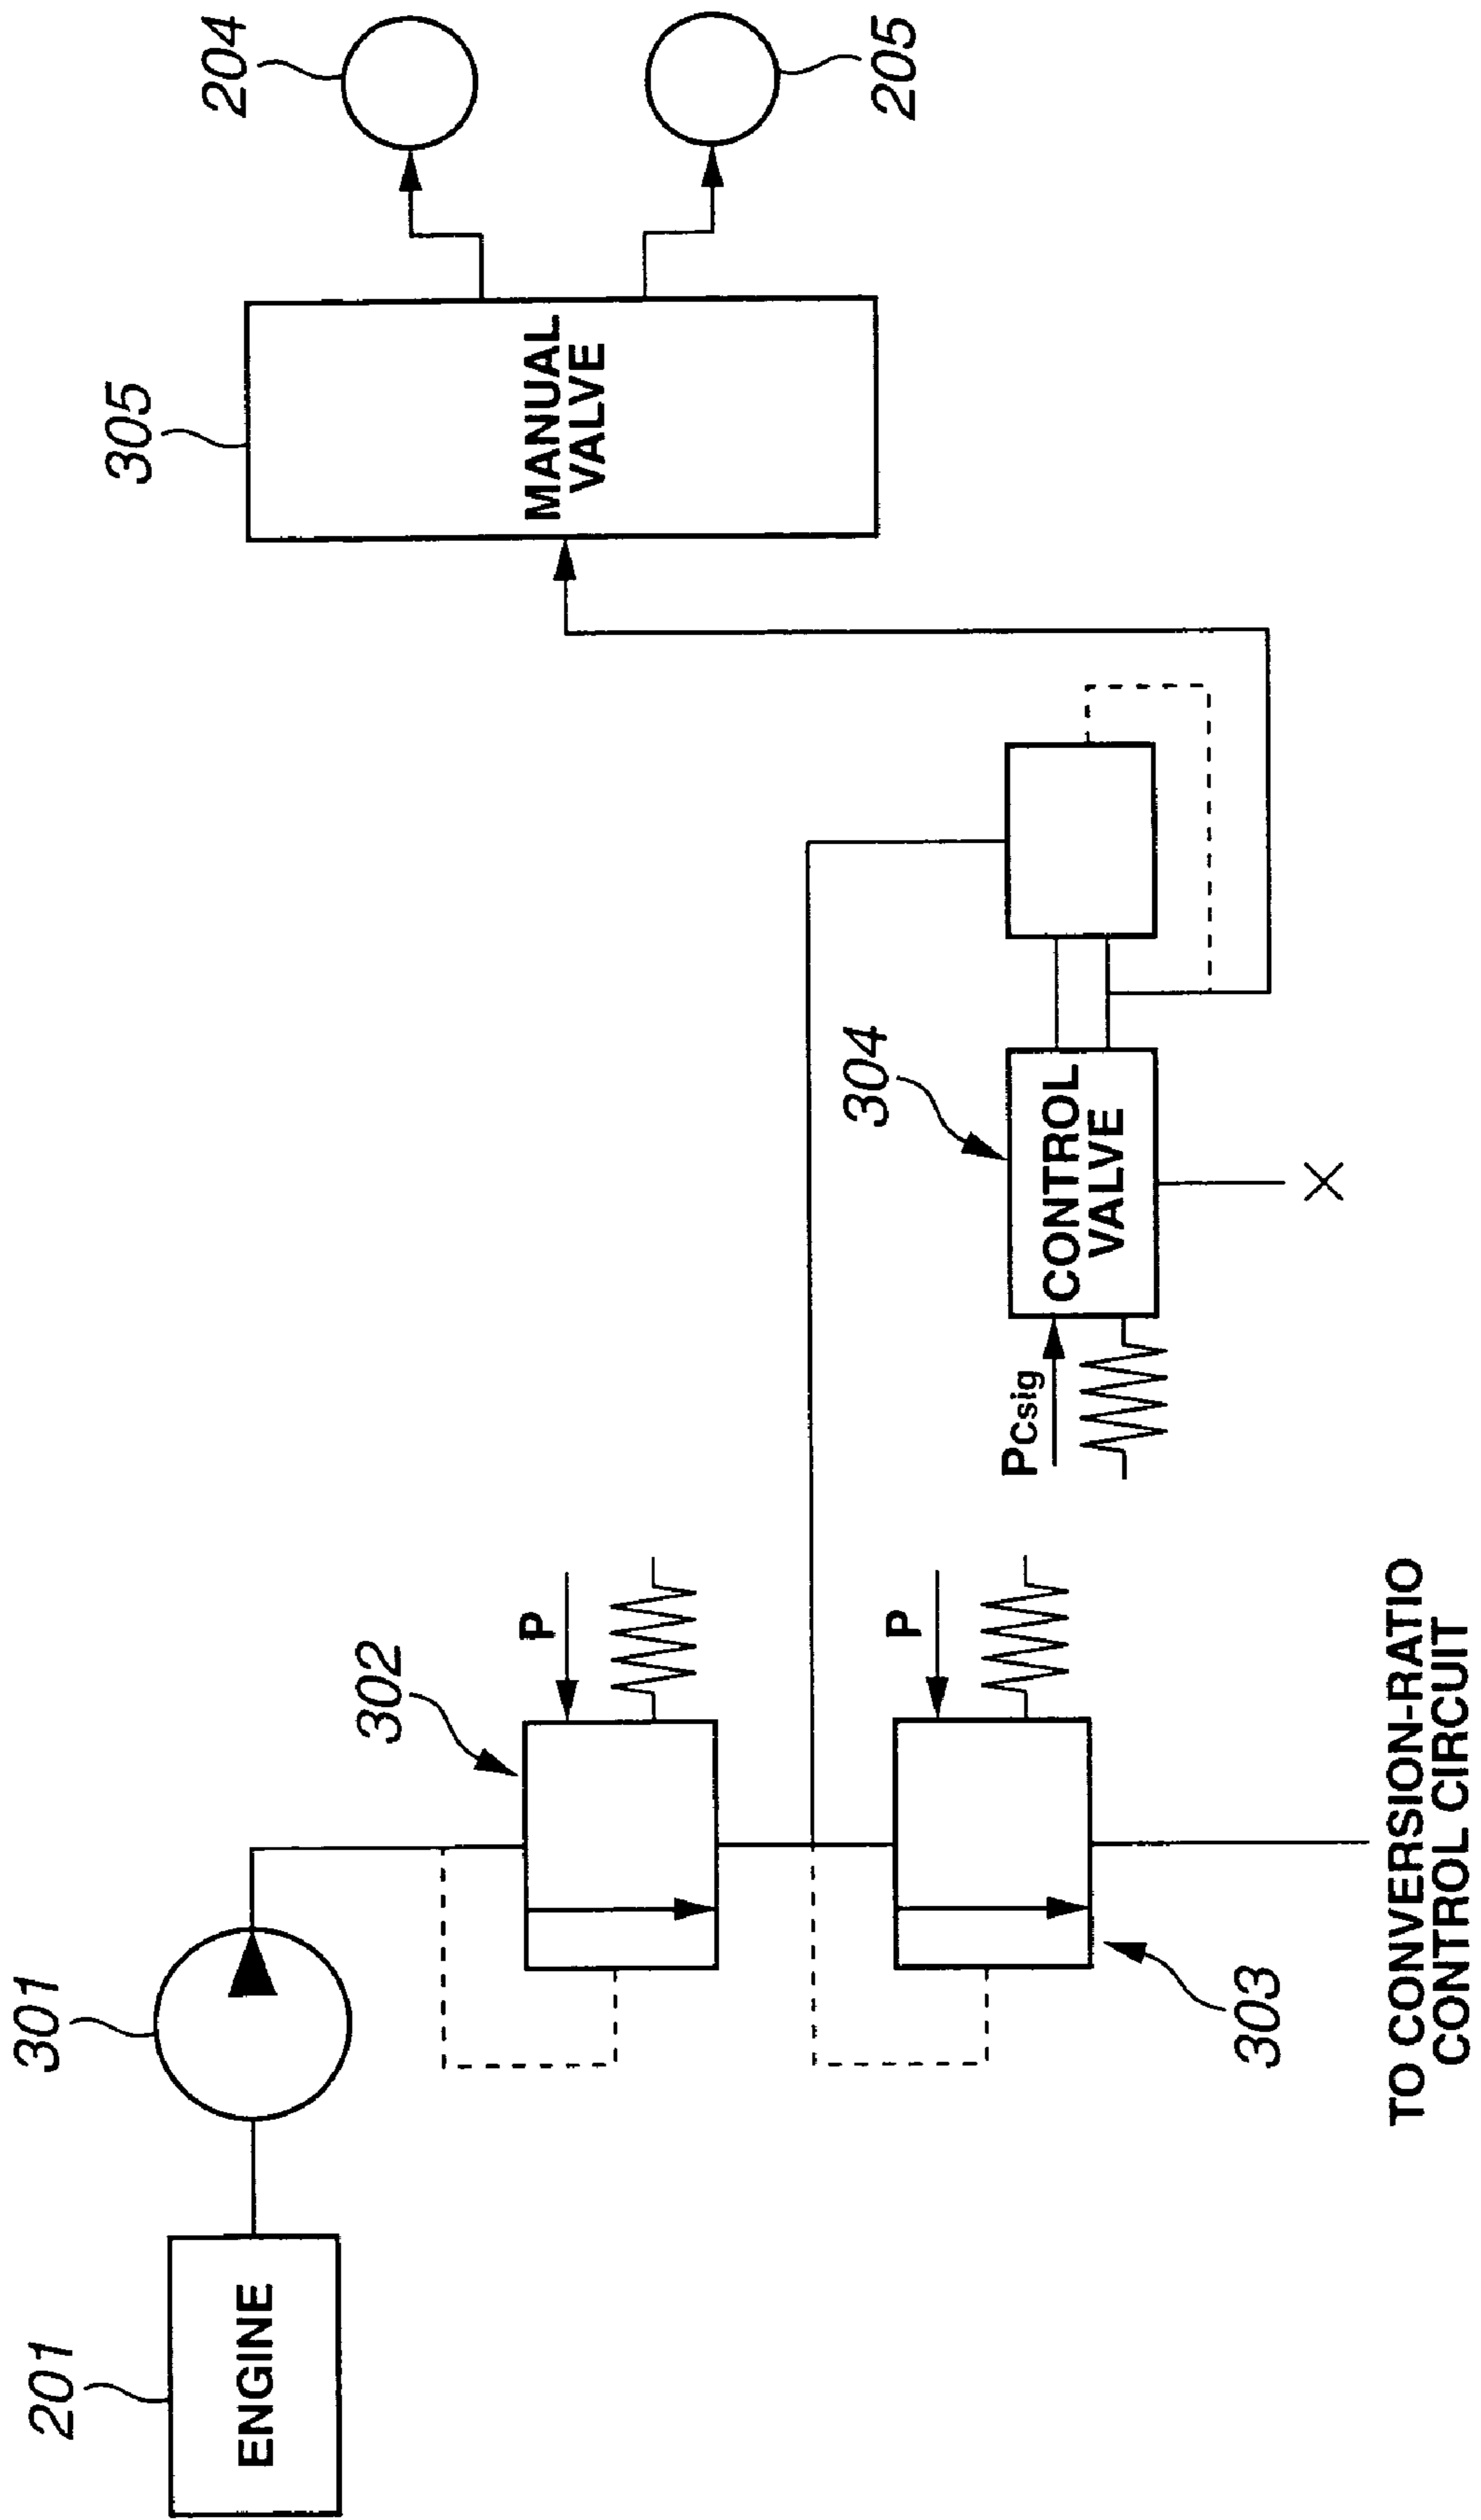 201
ENGINE
301
302
P
P
303
TO CONVERSION-RATIO
CONTROL CIRCUIT
PCsig
304
CONTROL
VALVE
X
305
MANUAL
VALVE
204
205